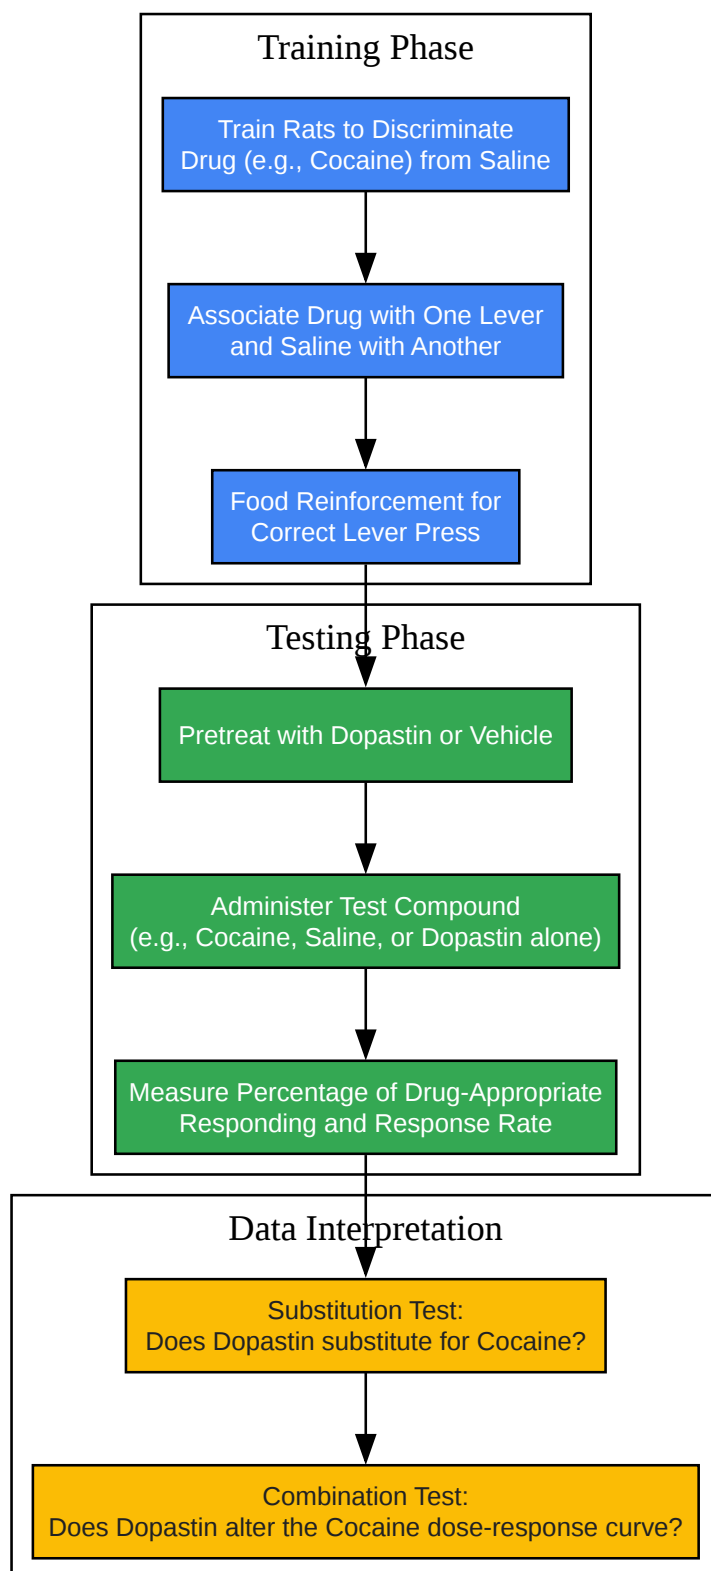 Training Phase
Train Rats to Discriminate
Drug (e.g., Cocaine) from Saline
Associate Drug with One Lever
and Saline with Another
Food Reinforcement for
Correct Lever Press
Testing Phase
Pretreat with Dopastin or Vehicle
Administer Test Compound
(e.g., Cocaine, Saline, or Dopastin alone)
Measure Percentage of Drug-Appropriate
Responding and Response Rate
Data Interpretation
Substitution Test:
Does Dopastin substitute for Cocaine?
Combination Test:
Does Dopastin alter the Cocaine dose-response curve?